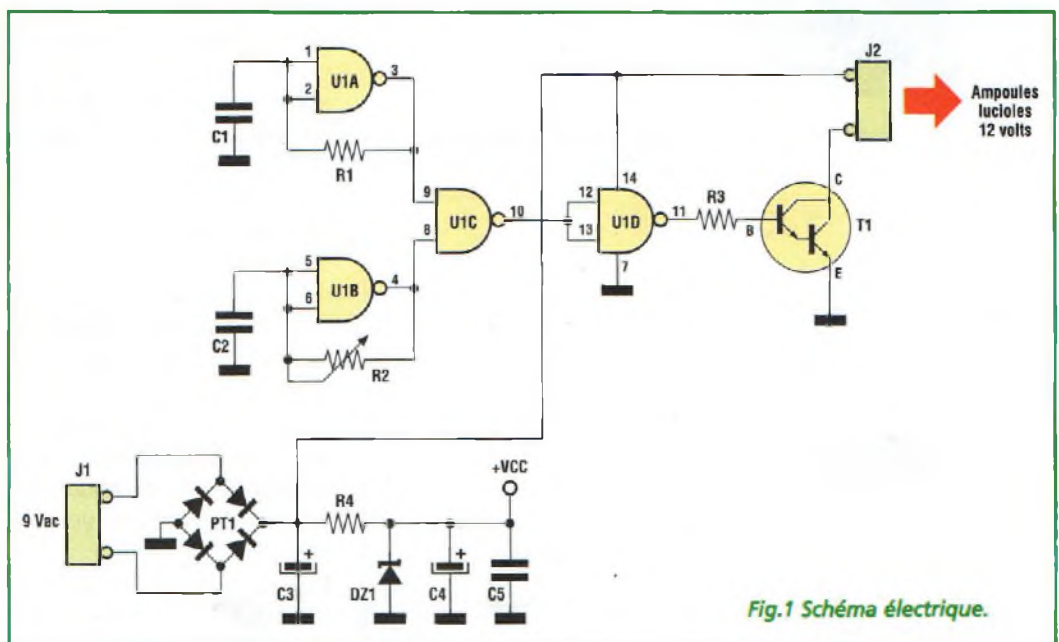 1
2
U1A
3
C1
R1
9
8
U1C
10
5
6
U1B
4
C2
R2
12
13
14
U1D
11
7
R3
B
C
T1
E
J2
Ampoules
lucioles
12 volts
J1
9 Vac
PT1
+
C3
R4
DZ1
+
C4
+VCC
C5
Fig.1 Schéma électrique.